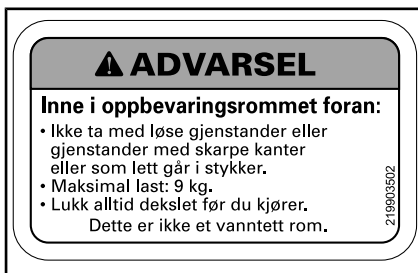 ⚠ ADVARSEL
Inne i oppbevaringsrommet foran:
• Ikke ta med løse gjenstander eller
gjenstander med skarpe kanter
eller som lett går i stykker.
• Maksimal last: 9 kg.
• Lukk alltid dekslet før du kjører.
Dette er ikke et vanntett rom.
219903502